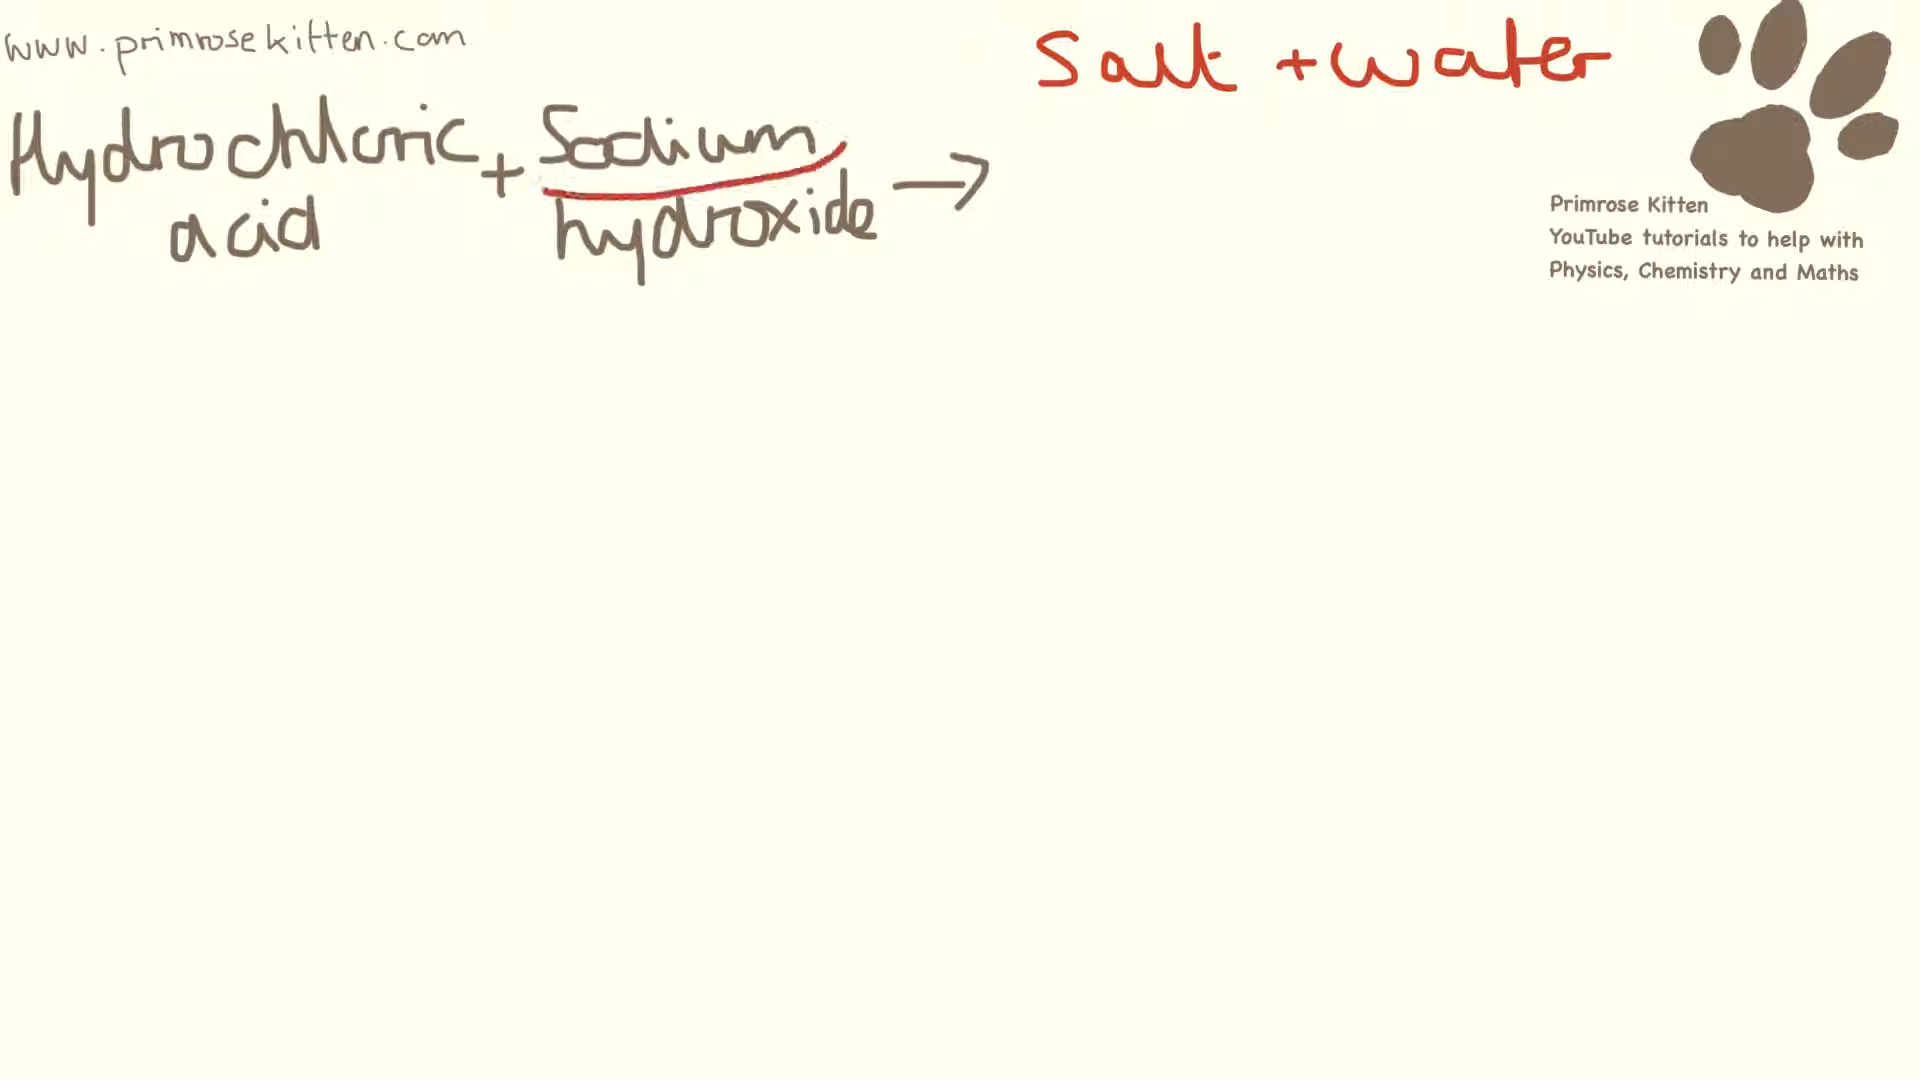 www.primrosekitten.com
Salt + water
Hydrochloric + Sodium →
acid hydroxide
Primrose Kitten
YouTube tutorials to help with
Physics, Chemistry and Maths